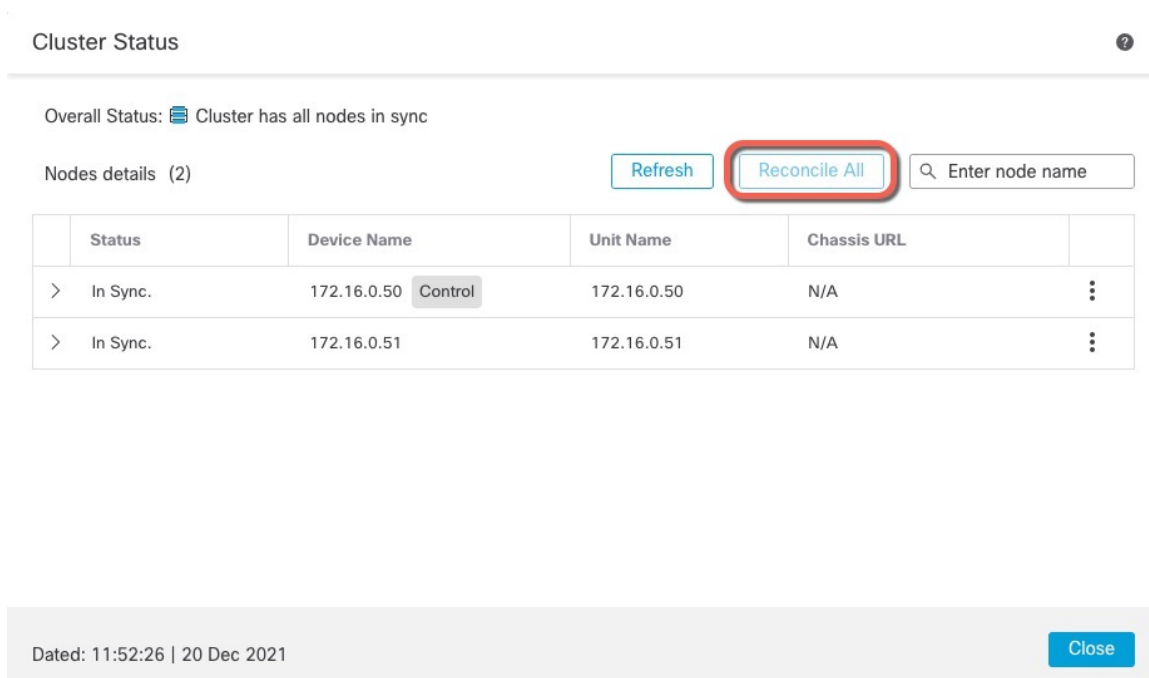 Cluster Status
Overall Status: Cluster has all nodes in sync
Nodes details (2) Refresh Reconcile All Enter node name
Status Device Name Unit Name Chassis URL
In Sync. 172.16.0.50 Control 172.16.0.50 N/A
In Sync. 172.16.0.51 172.16.0.51 N/A
Dated: 11:52:26 | 20 Dec 2021 Close